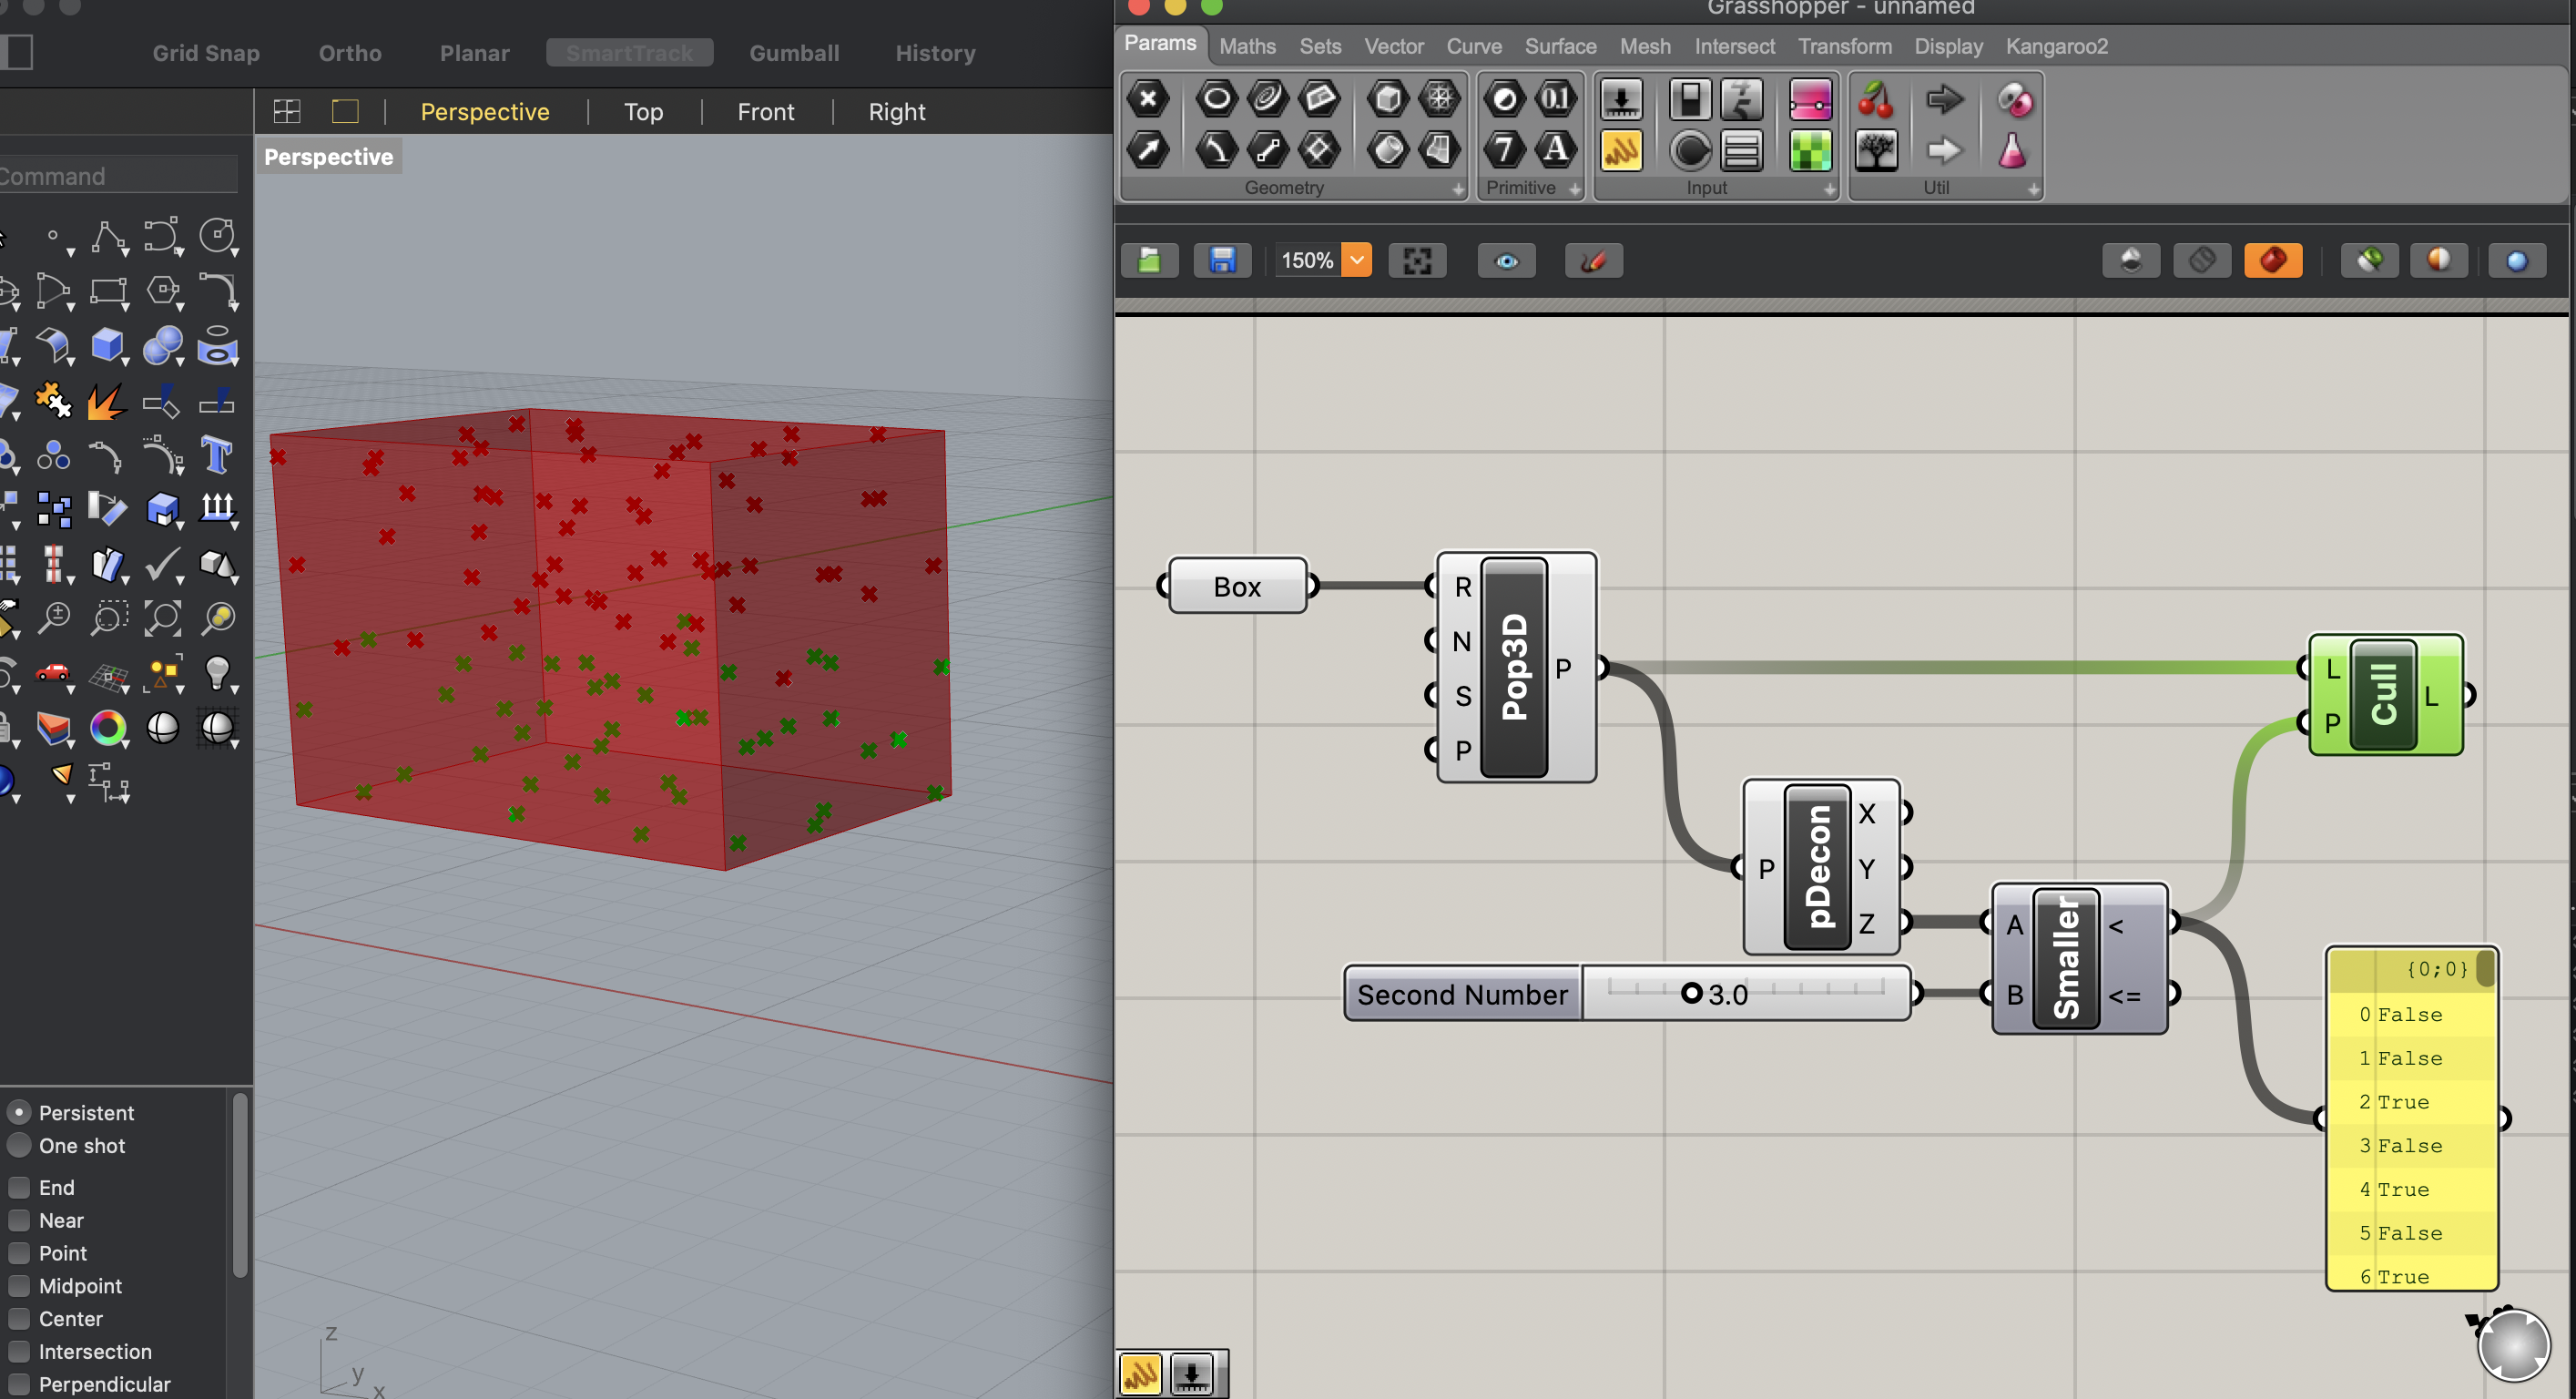 Grid Snap
Ortho
Planar
SmartTrack
Gumball
History
Perspective
Top
Front
Right
Perspective
Command
Persistent
One shot
End
Near
Point
Midpoint
Center
Intersection
Perpendicular
z
y
x
Grasshopper - unnamed
Params
Maths
Sets
Vector
Curve
Surface
Mesh
Intersect
Transform
Display
Kangaroo2
0.1
7
A
Geometry
Primitive
Input
Util
150%
Box
R
N
S
P
Pop3D
P
P
pDecon
X
Y
Z
Second Number
3.0
A
B
Smaller
<
<=
L
P
Cull
L
{0;0}
0 False
1 False
2 True
3 False
4 True
5 False
6 True